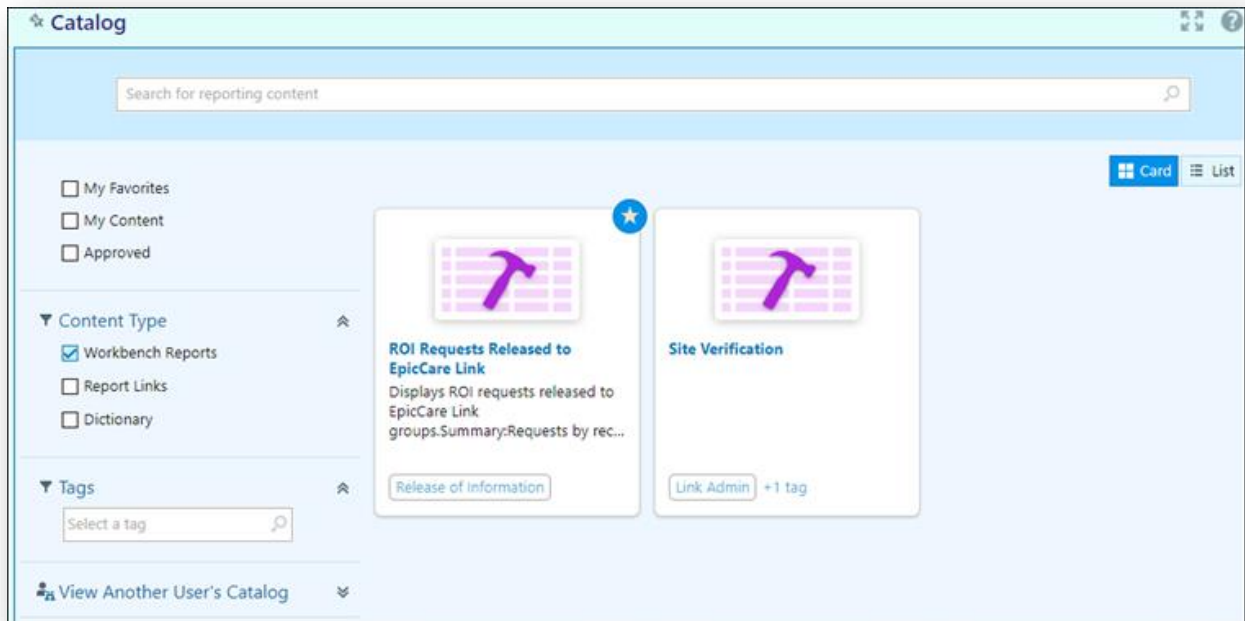 Catalog
Search for reporting content
Card
List
My Favorites
My Content
Approved
Content Type
Workbench Reports
Report Links
Dictionary
Tags
Select a tag
View Another User's Catalog
ROI Requests Released to
EpicCare Link
Displays ROI requests released to
EpicCare Link
groups.Summary:Requests by rec...
Release of Information
Site Verification
Link Admin +1 tag